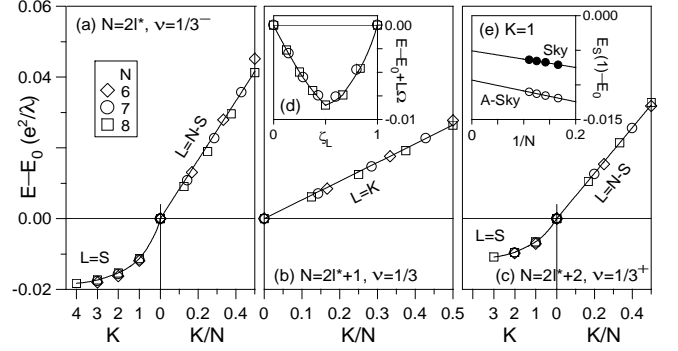 0.06
0.04
0.02
0.00
-0.02
E—E₀ (e²/λ)
(a) N=2l*, ν=1/3⁻
N
6
7
8
L=N-S
L=S
4 3 2 1 0 0.2 0.4
K K/N
(d)
0.00
-0.01
E—E₀+LΩ
0 ζL 1
L=K
(b) N=2l*+1, ν=1/3
0.0 0.1 0.2 0.3 0.4 0.5
K/N
(e) K=1
Sky
A-Sky
0.000
-0.015
E_S(1)—E₀
0.0 0.2
1/N
L=N-S
L=S
(c) N=2l*+2, ν=1/3⁺
3 2 1 0 0.2 0.4
K K/N